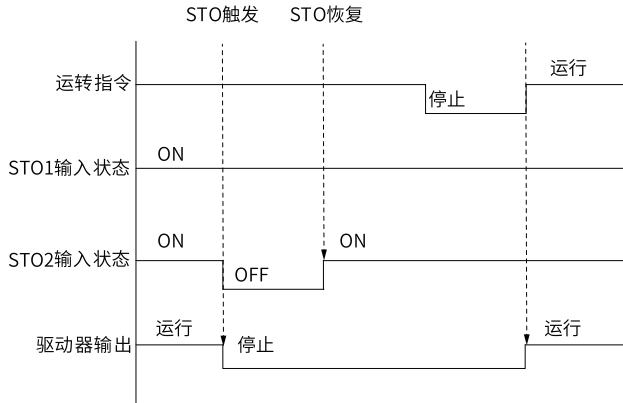 STO触发 STO恢复
运转指令
停止
运行
STO1输入状态
ON
STO2输入状态
ON
OFF
ON
驱动器输出
运行
停止
运行